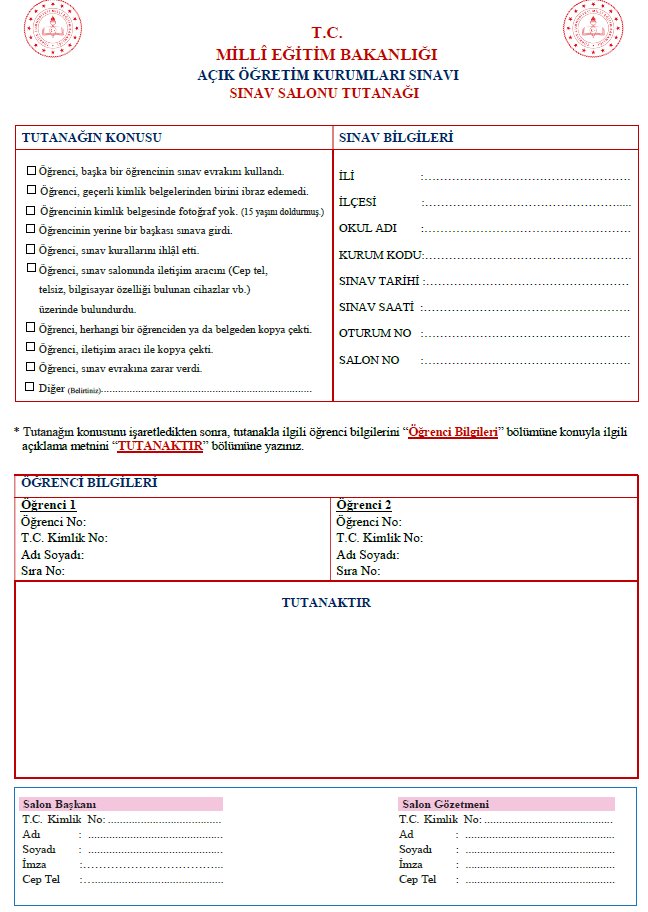 T.C.
MİLLÎ EĞİTİM BAKANLIĞI
AÇIK ÖĞRETİM KURUMLARI SINAVI
SINAV SALONU TUTANAĞI
TUTANAĞIN KONUSU
Öğrenci, başka bir öğrencinin sınav evrakını kullandı.
Öğrenci, geçerli kimlik belgelerinden birini ibraz edemedi.
Öğrencinin kimlik belgesinde fotoğraf yok. (15 yaşını doldurmuş.)
Öğrencinin yerine bir başkası sınava girdi.
Öğrenci, sınav kurallarını ihlâl etti.
Öğrenci, sınav salonunda iletişim aracını (Cep tel,
telsiz, bilgisayar özelliği bulunan cihazlar vb.)
üzerinde bulundurdu.
Öğrenci, herhangi bir öğrenciden ya da belgeden kopya çekti.
Öğrenci, iletişim aracı ile kopya çekti.
Öğrenci, sınav evrakına zarar verdi.
Diğer (Belirtiniz)..........................................................................
SINAV BİLGİLERİ
İLİ :……………………………………………….
İLÇESİ :……………………………………………......
OKUL ADI :……………………………………………….
KURUM KODU:……………………………………………….
SINAV TARİHİ :………………………………………………
SINAV SAATİ :……………………………………………….
OTURUM NO :……………………………………………….
SALON NO :……………………………………………….
* Tutanağın konusunu işaretledikten sonra, tutanakla ilgili öğrenci bilgilerini “Öğrenci Bilgileri” bölümüne konuyla ilgili
açıklama metnini “TUTANAKTIR” bölümüne yazınız.
ÖĞRENCİ BİLGİLERİ
Öğrenci 1
Öğrenci No:
T.C. Kimlik No:
Adı Soyadı:
Sıra No:
Öğrenci 2
Öğrenci No:
T.C. Kimlik No:
Adı Soyadı:
Sıra No:
TUTANAKTIR
Salon Başkanı
T.C. Kimlik No: ........................................
Adı : ................................................
Soyadı : ................................................
İmza :……………………………...
Cep Tel :…..............................................
Salon Gözetmeni
T.C. Kimlik No: .............................................
Ad : .....................................................
Soyadı : .....................................................
İmza : .....................................................
Cep Tel : .....................................................